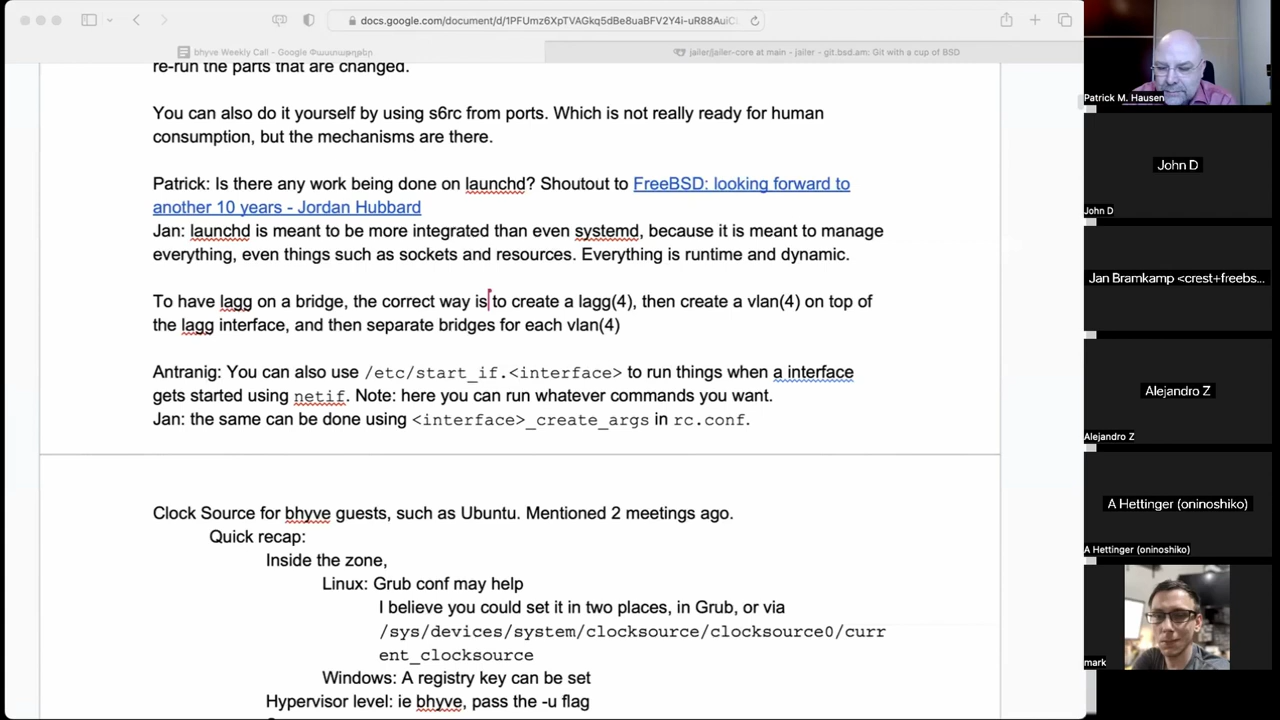 docs.google.com/document/d/1PFUmz6XpTVAGkq5dBe8uaBFV2Y4i-uR88AuiC
bhyve Weekly Call - Google Փաստաթղթեր
jailer/jailer-core at main - jailer - git.bsd.am: Git with a cup of BSD
re-run the parts that are changed.
You can also do it yourself by using s6rc from ports. Which is not really ready for human
consumption, but the mechanisms are there.
Patrick: Is there any work being done on launchd? Shoutout to FreeBSD: looking forward to
another 10 years - Jordan Hubbard
Jan: launchd is meant to be more integrated than even systemd, because it is meant to manage
everything, even things such as sockets and resources. Everything is runtime and dynamic.
To have lagg on a bridge, the correct way is to create a lagg(4), then create a vlan(4) on top of
the lagg interface, and then separate bridges for each vlan(4)
Antranig: You can also use /etc/start_if.<interface> to run things when a interface
gets started using netif. Note: here you can run whatever commands you want.
Jan: the same can be done using <interface>_create_args in rc.conf.
Clock Source for bhyve guests, such as Ubuntu. Mentioned 2 meetings ago.
Quick recap:
Inside the zone,
Linux: Grub conf may help
I believe you could set it in two places, in Grub, or via
/sys/devices/system/clocksource/clocksource0/curr
ent_clocksource
Windows: A registry key can be set
Hypervisor level: ie bhyve, pass the -u flag
Patrick M. Hausen
John D
John D
Jan Bramkamp <crest+freebs...
Alejandro Z
Alejandro Z
A Hettinger (oninoshiko)
A Hettinger (oninoshiko)
mark